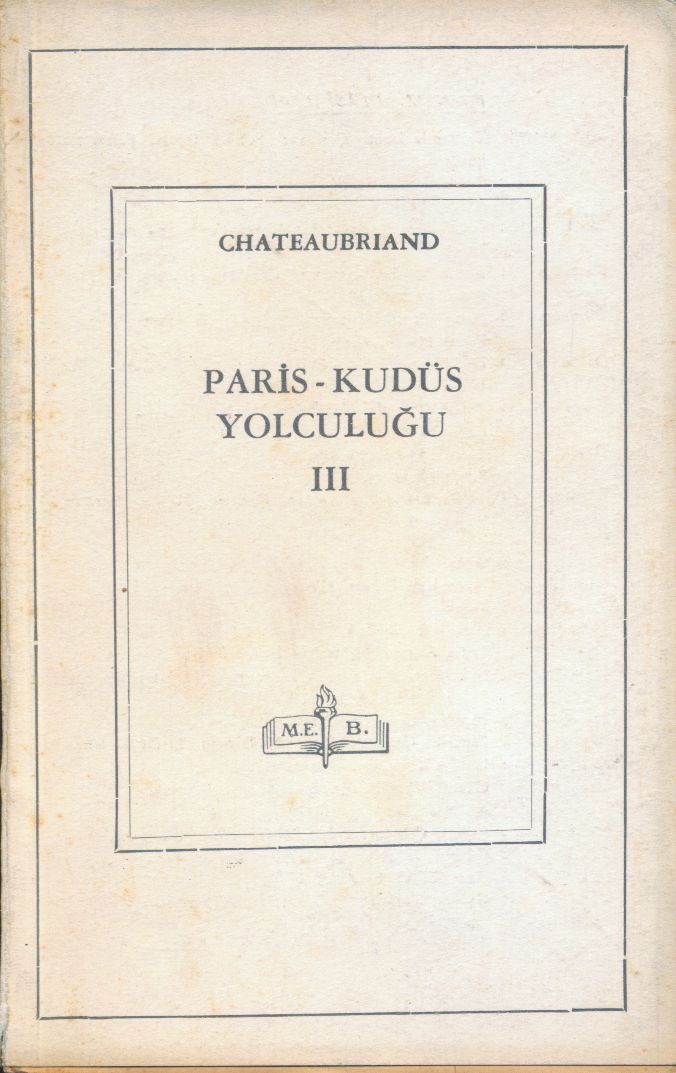 CHATEAUBRIAND
PARİS - KUDÜS
YOLCULUĞU
III
M.E. B.